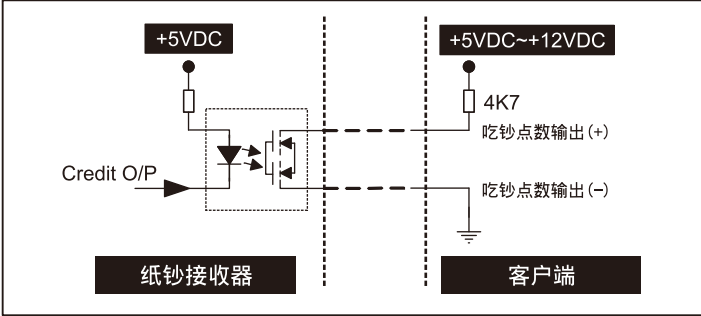 +5VDC
+5VDC~+12VDC
4K7
吃钞点数输出(+)
Credit O/P
吃钞点数输出(−)
纸钞接收器
客户端